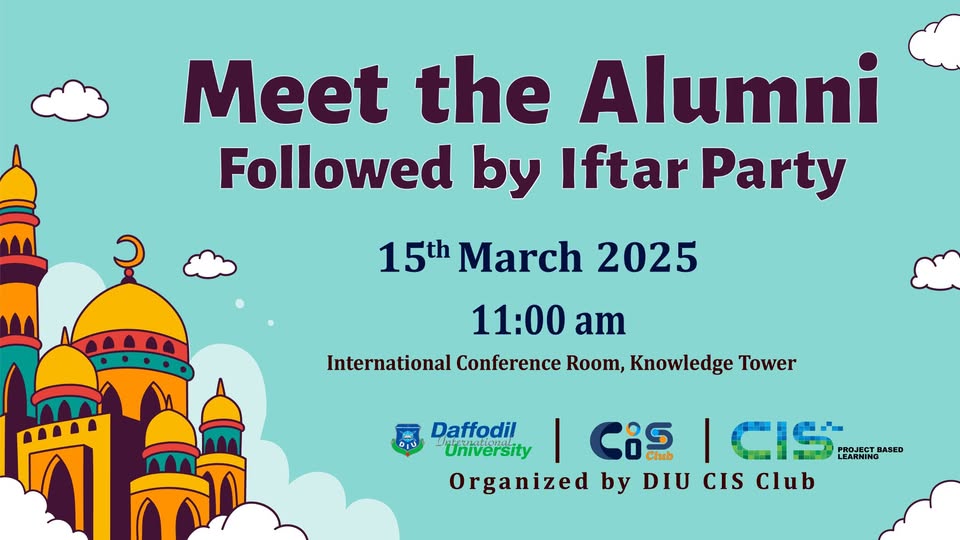 Meet the Alumni
Followed by Iftar Party
15th March 2025
11:00 am
International Conference Room, Knowledge Tower
DIU
Daffodil
International
University
CIS
Club
CIS
PROJECT BASED
LEARNING
Organized by DIU CIS Club